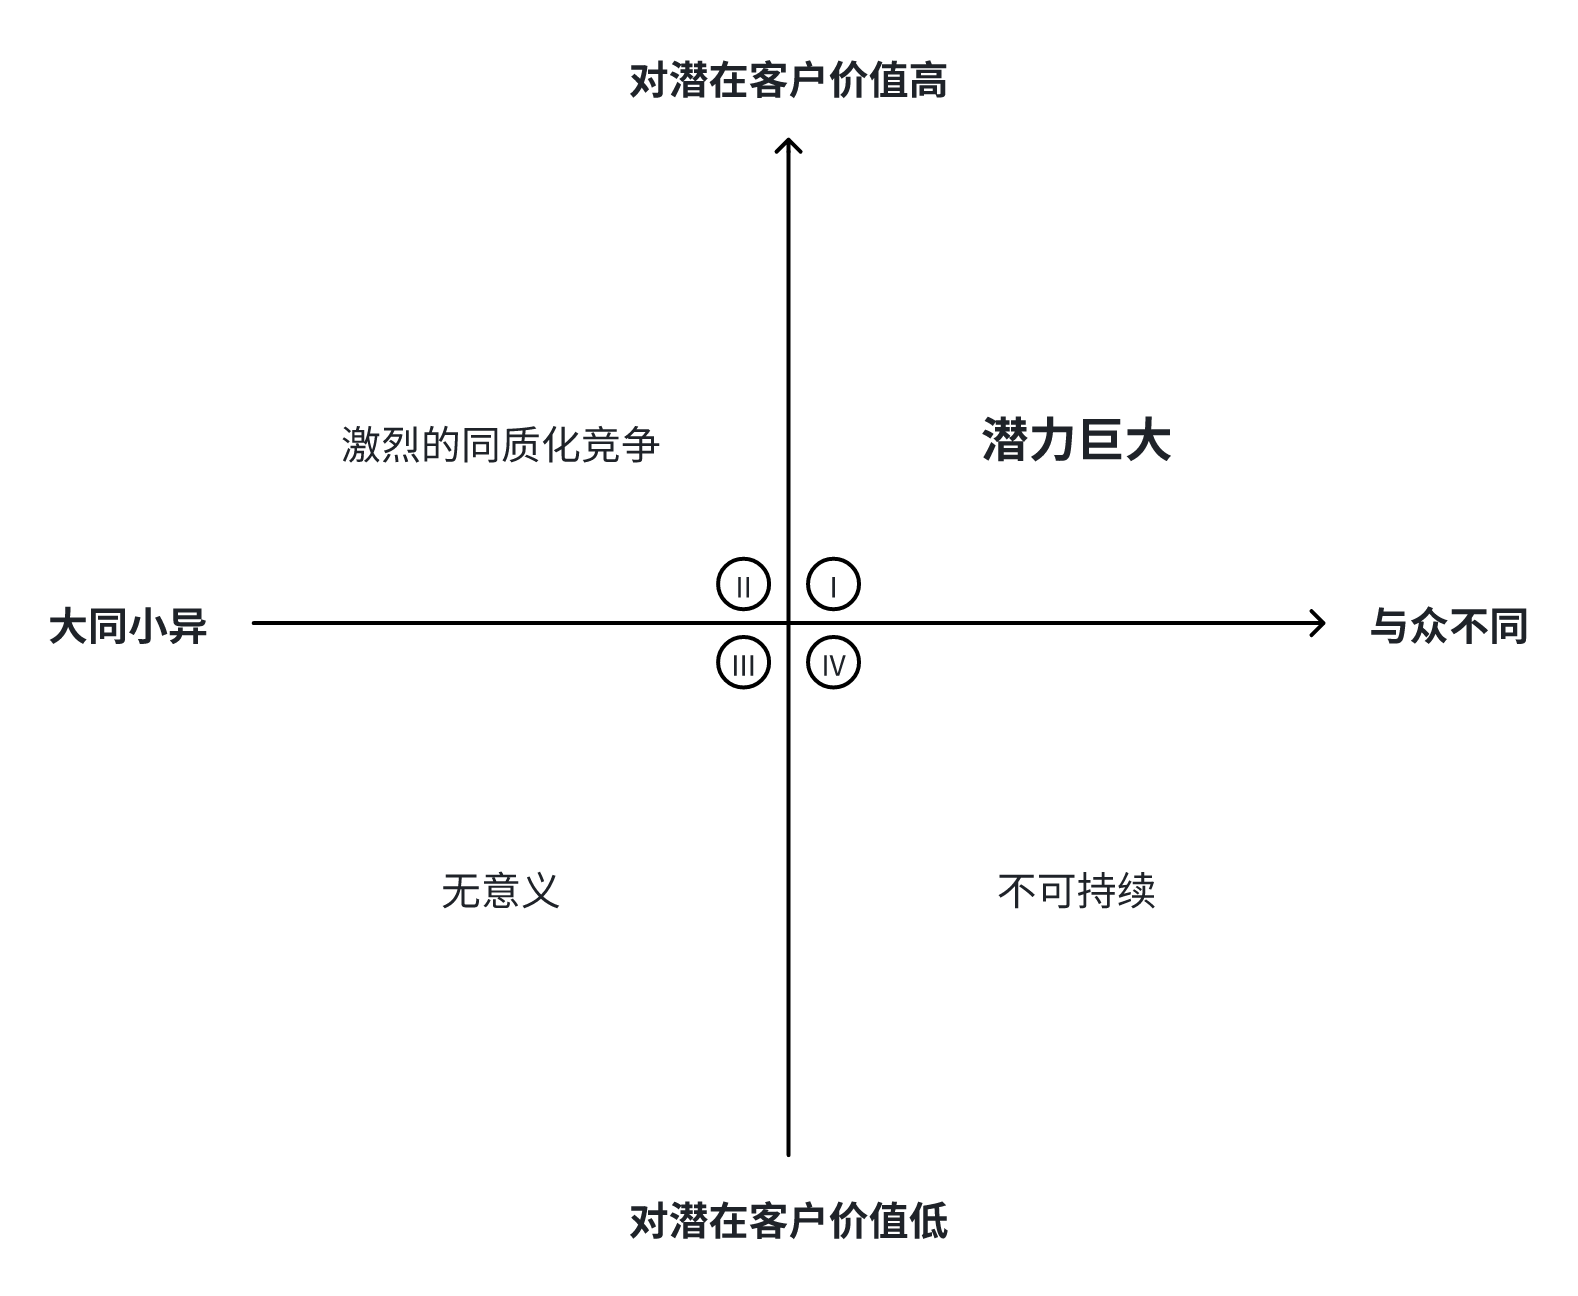 对潜在客户价值高
激烈的同质化竞争
潜力巨大
II
I
大同小异
与众不同
III
IV
无意义
不可持续
对潜在客户价值低